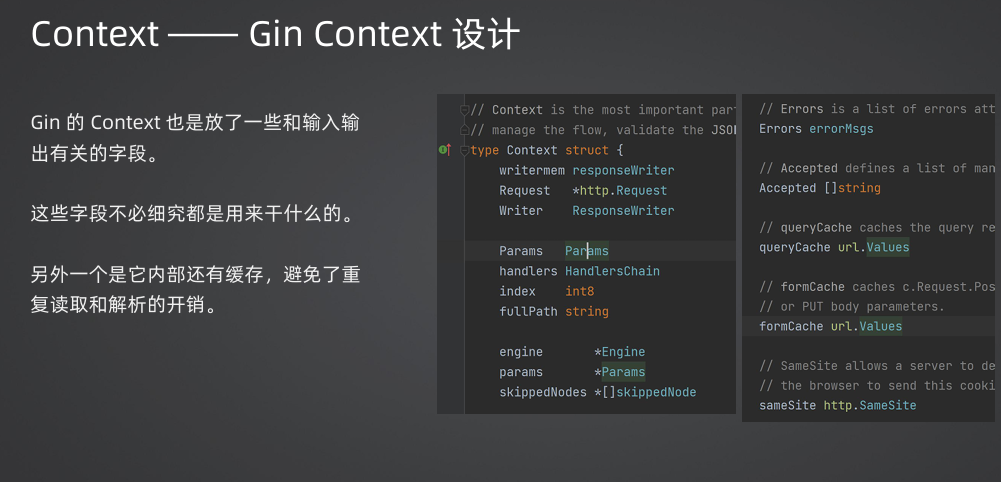 Context —— Gin Context 设计
Gin 的 Context 也是放了一些和输入输
出有关的字段。
这些字段不必细究都是用来干什么的。
另外一个是它内部还有缓存，避免了重
复读取和解析的开销。
// Context is the most important par
// manage the flow, validate the JSO
type Context struct {
writermem responseWriter
Request *http.Request
Writer ResponseWriter
Params Params
handlers HandlersChain
index int8
fullPath string
engine *Engine
params *Params
skippedNodes *[]skippedNode
// Errors is a list of errors att
Errors errorMsgs
// Accepted defines a list of man
Accepted []string
// queryCache caches the query re
queryCache url.Values
// formCache caches c.Request.Pos
// or PUT body parameters.
formCache url.Values
// SameSite allows a server to de
// the browser to send this cooki
sameSite http.SameSite